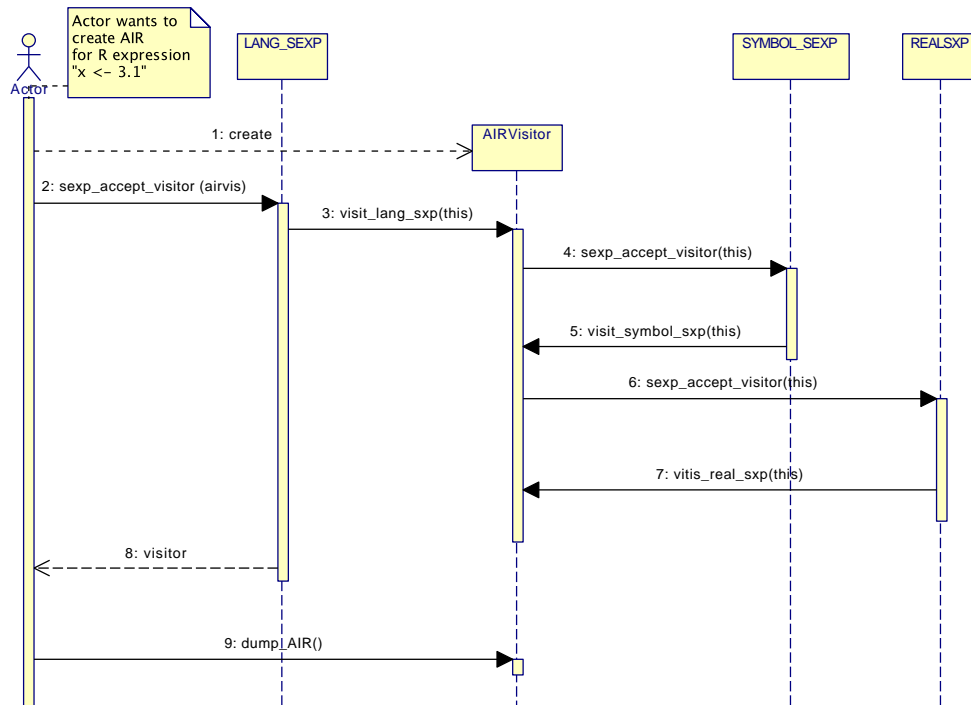 Actor wants to
create AIR
for R expression
"x <- 3.1"
Actor
LANG_SEXP
SYMBOL_SEXP
REALSXP
1: create
AIRVisitor
2: sexp_accept_visitor (airvis)
3: visit_lang_sxp(this)
4: sexp_accept_visitor(this)
5: visit_symbol_sxp(this)
6: sexp_accept_visitor(this)
7: vitis_real_sxp(this)
8: visitor
9: dump_AIR()